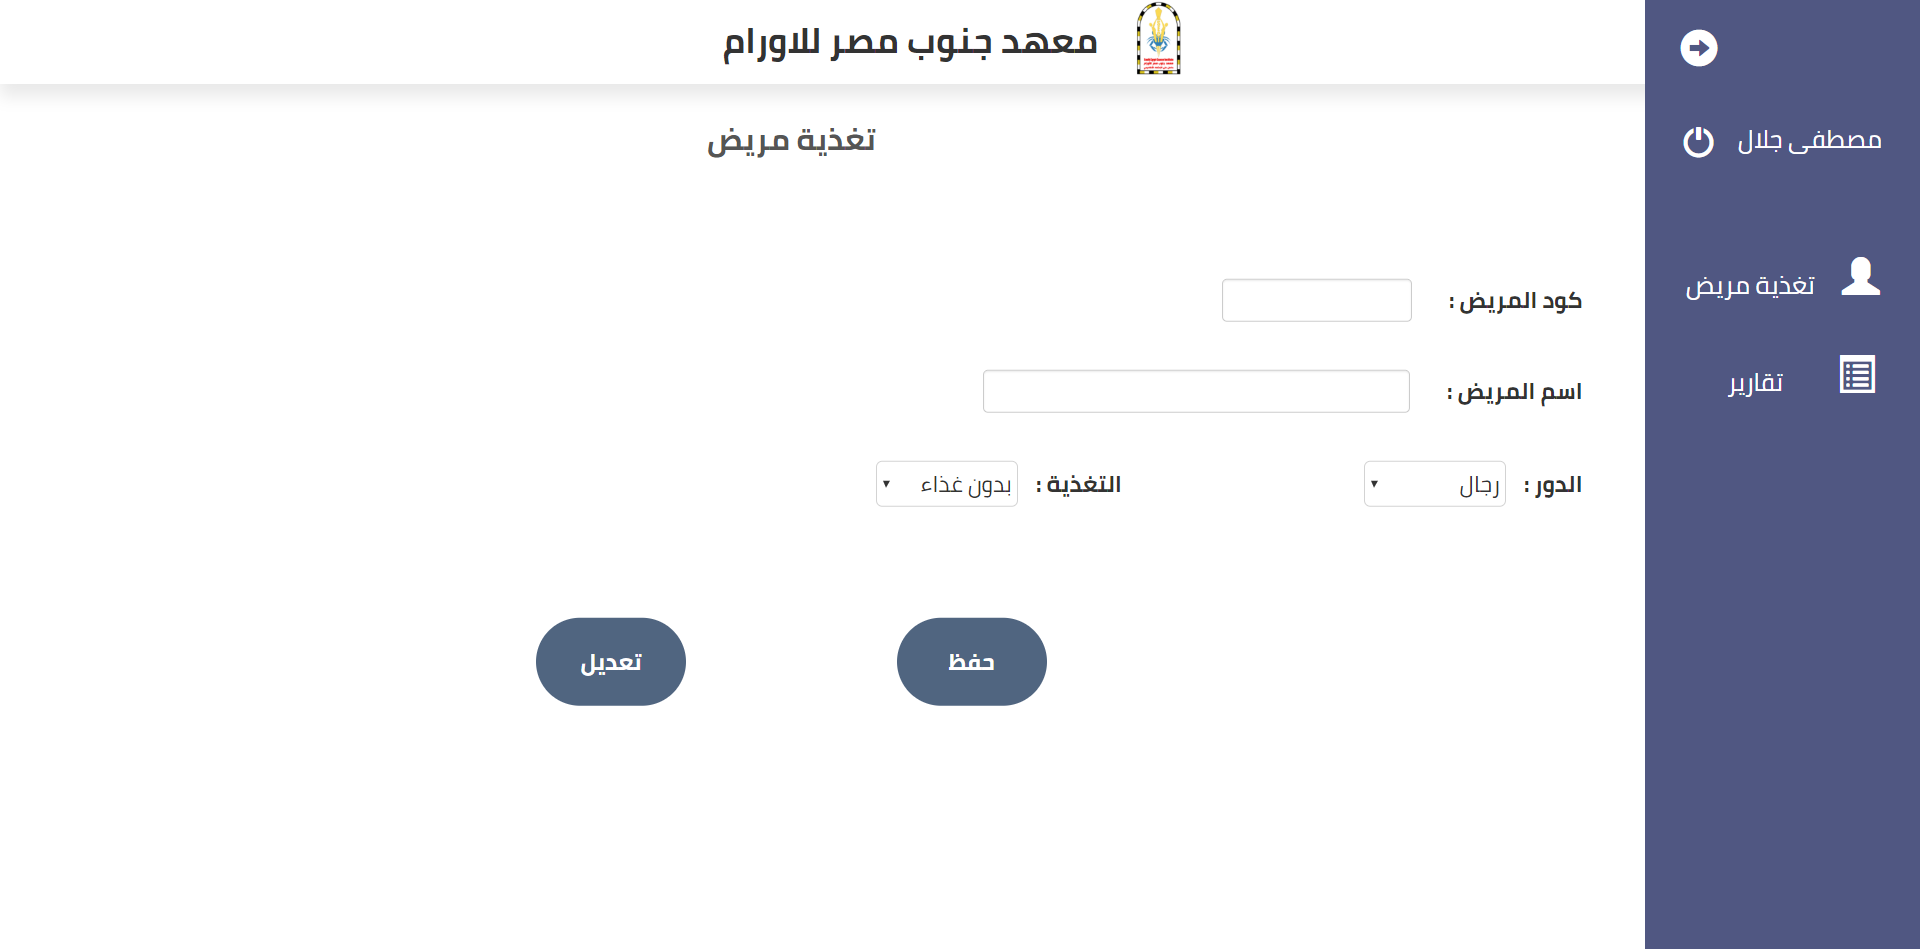 معهد جنوب مصر للاورام
مصطفى جلال
تغذية مريض
تقارير
تغذية مريض
كود المريض :
اسم المريض :
الدور : رجال التغذية : بدون غذاء
حفظ تعديل